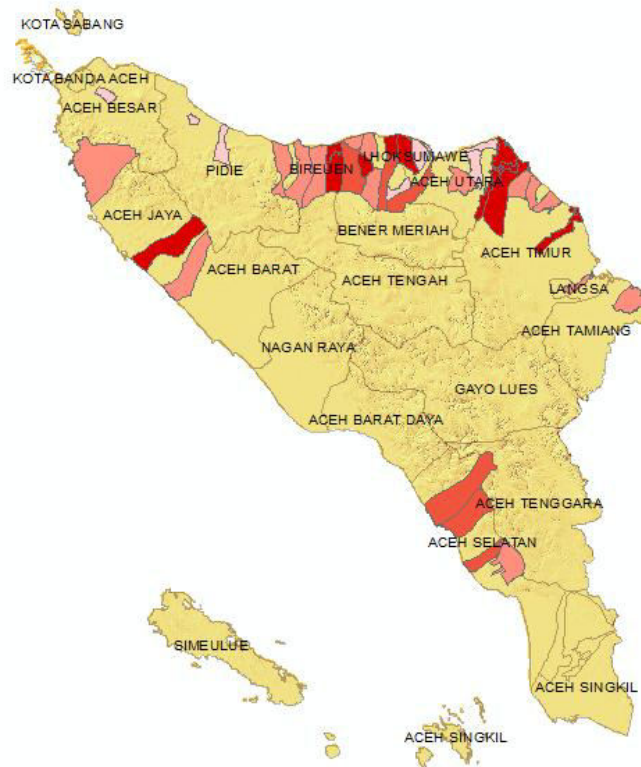 KOTA SABANG
KOTA BANDA ACEH
ACEH BESAR
PIDIE
BIREUEN
LHOKSUMAWE
ACEH UTARA
ACEH JAYA
BENER MERIAH
ACEH TIMUR
ACEH BARAT
ACEH TENGAH
LANGSA
ACEH TAMIANG
NAGAN RAYA
GAYO LUES
ACEH BARAT DAYA
ACEH TENGGARA
ACEH SELATAN
SIMEULUE
ACEH SINGKIL
ACEH SINGKIL